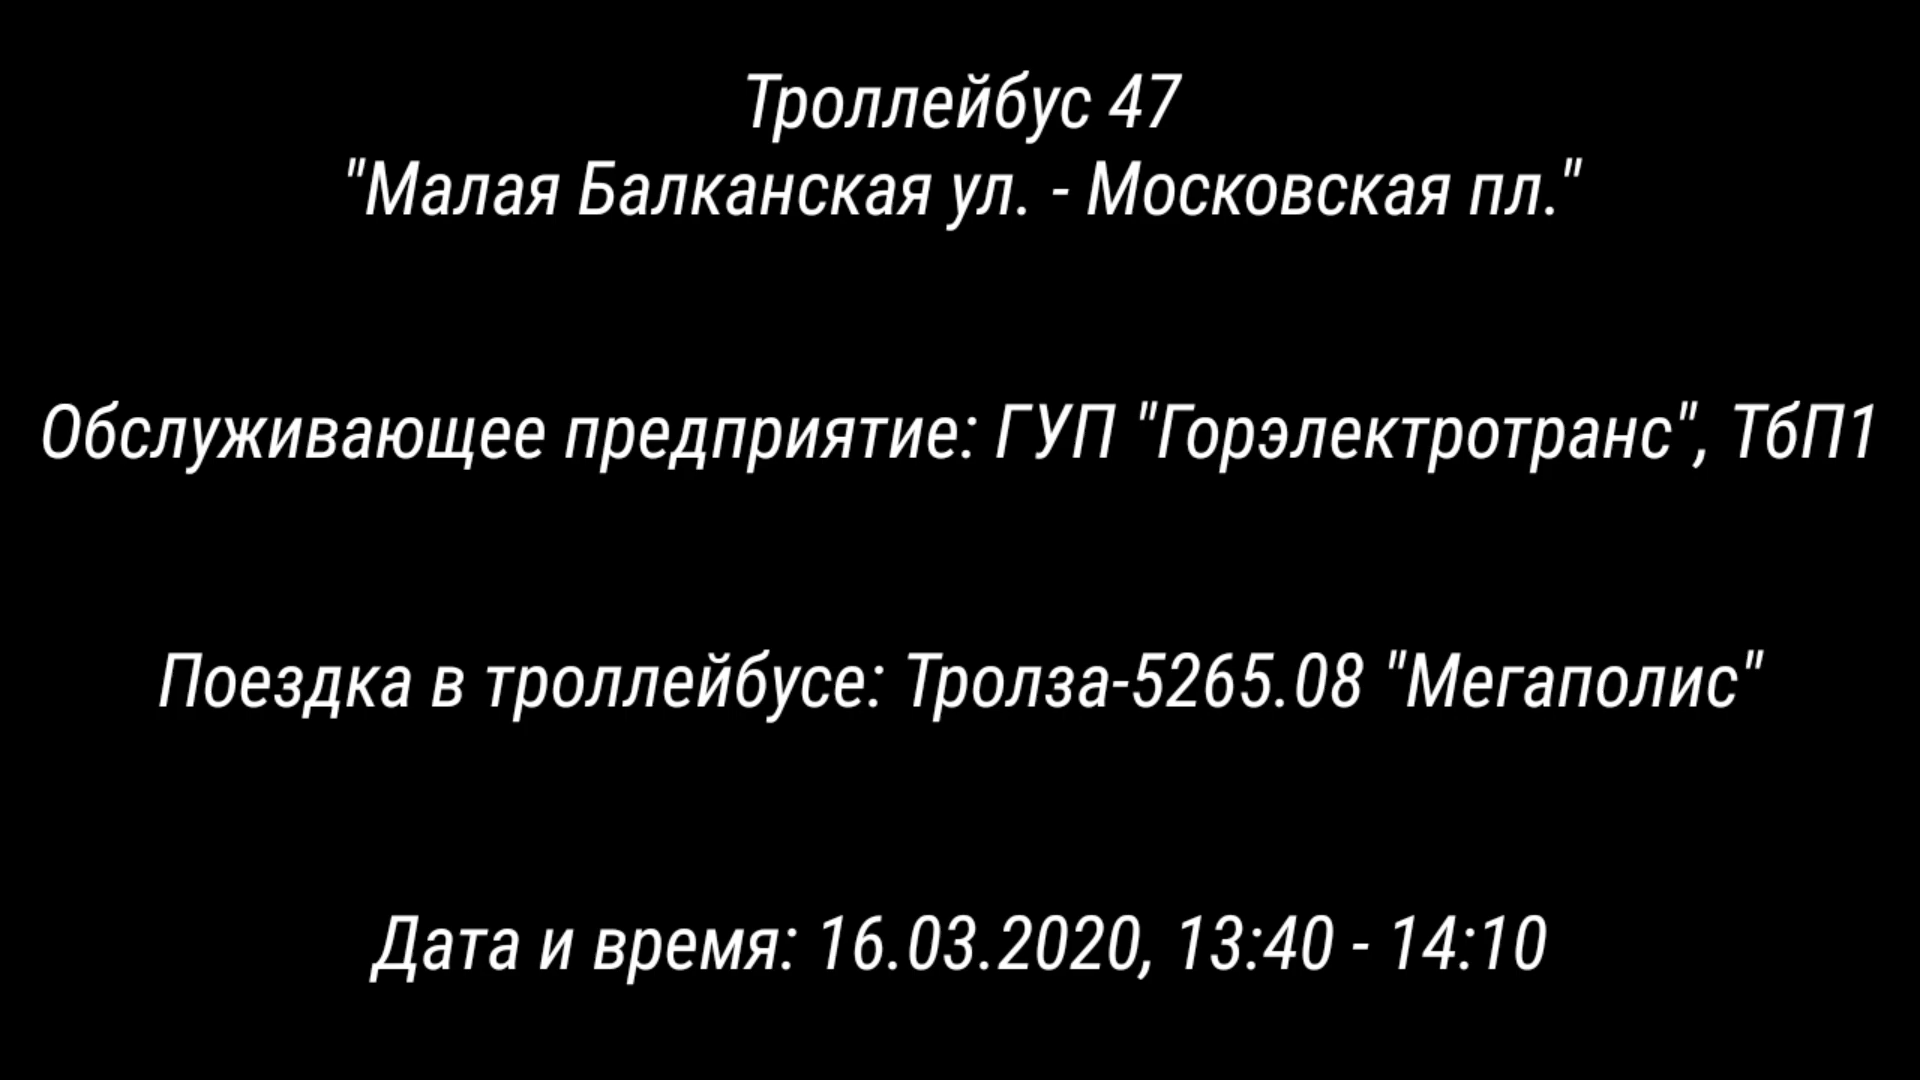 Троллейбус 47
"Малая Балканская ул. - Московская пл."
Обслуживающее предприятие: ГУП "Горэлектротранс", ТбП1
Поездка в троллейбусе: Тролза-5265.08 "Мегаполис"
Дата и время: 16.03.2020, 13:40 - 14:10